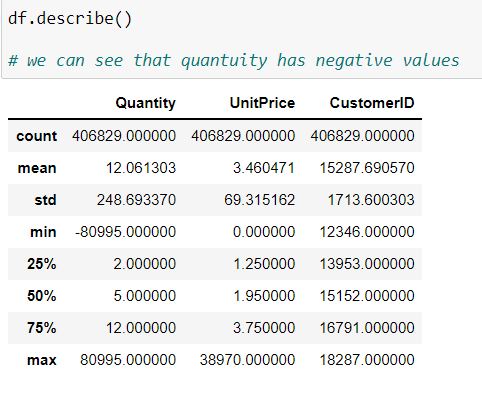 df.describe()
# we can see that quantuity has negative values
Quantity UnitPrice CustomerID
count 406829.000000 406829.000000 406829.000000
mean 12.061303 3.460471 15287.690570
std 248.693370 69.315162 1713.600303
min -80995.000000 0.000000 12346.000000
25% 2.000000 1.250000 13953.000000
50% 5.000000 1.950000 15152.000000
75% 12.000000 3.750000 16791.000000
max 80995.000000 38970.000000 18287.000000